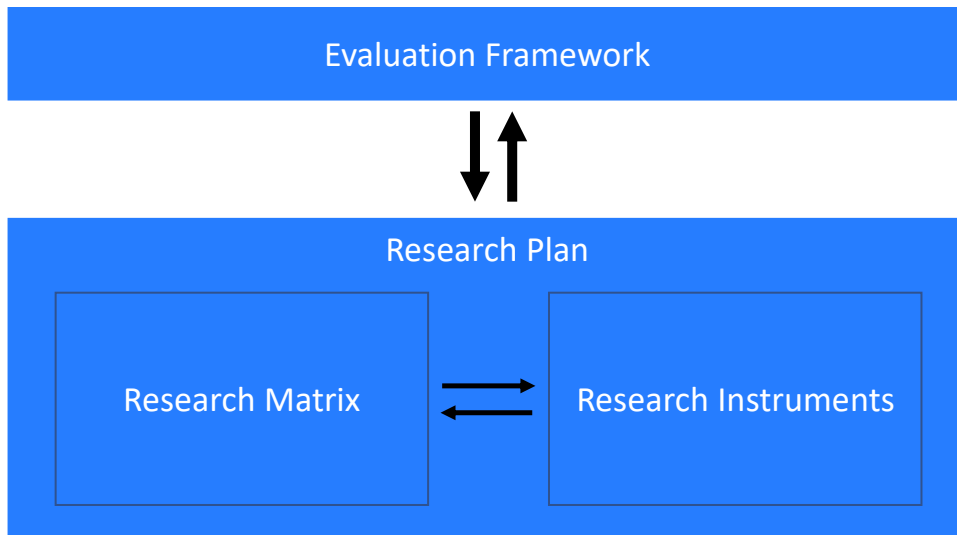 Evaluation Framework
Research Plan
Research Matrix
Research Instruments